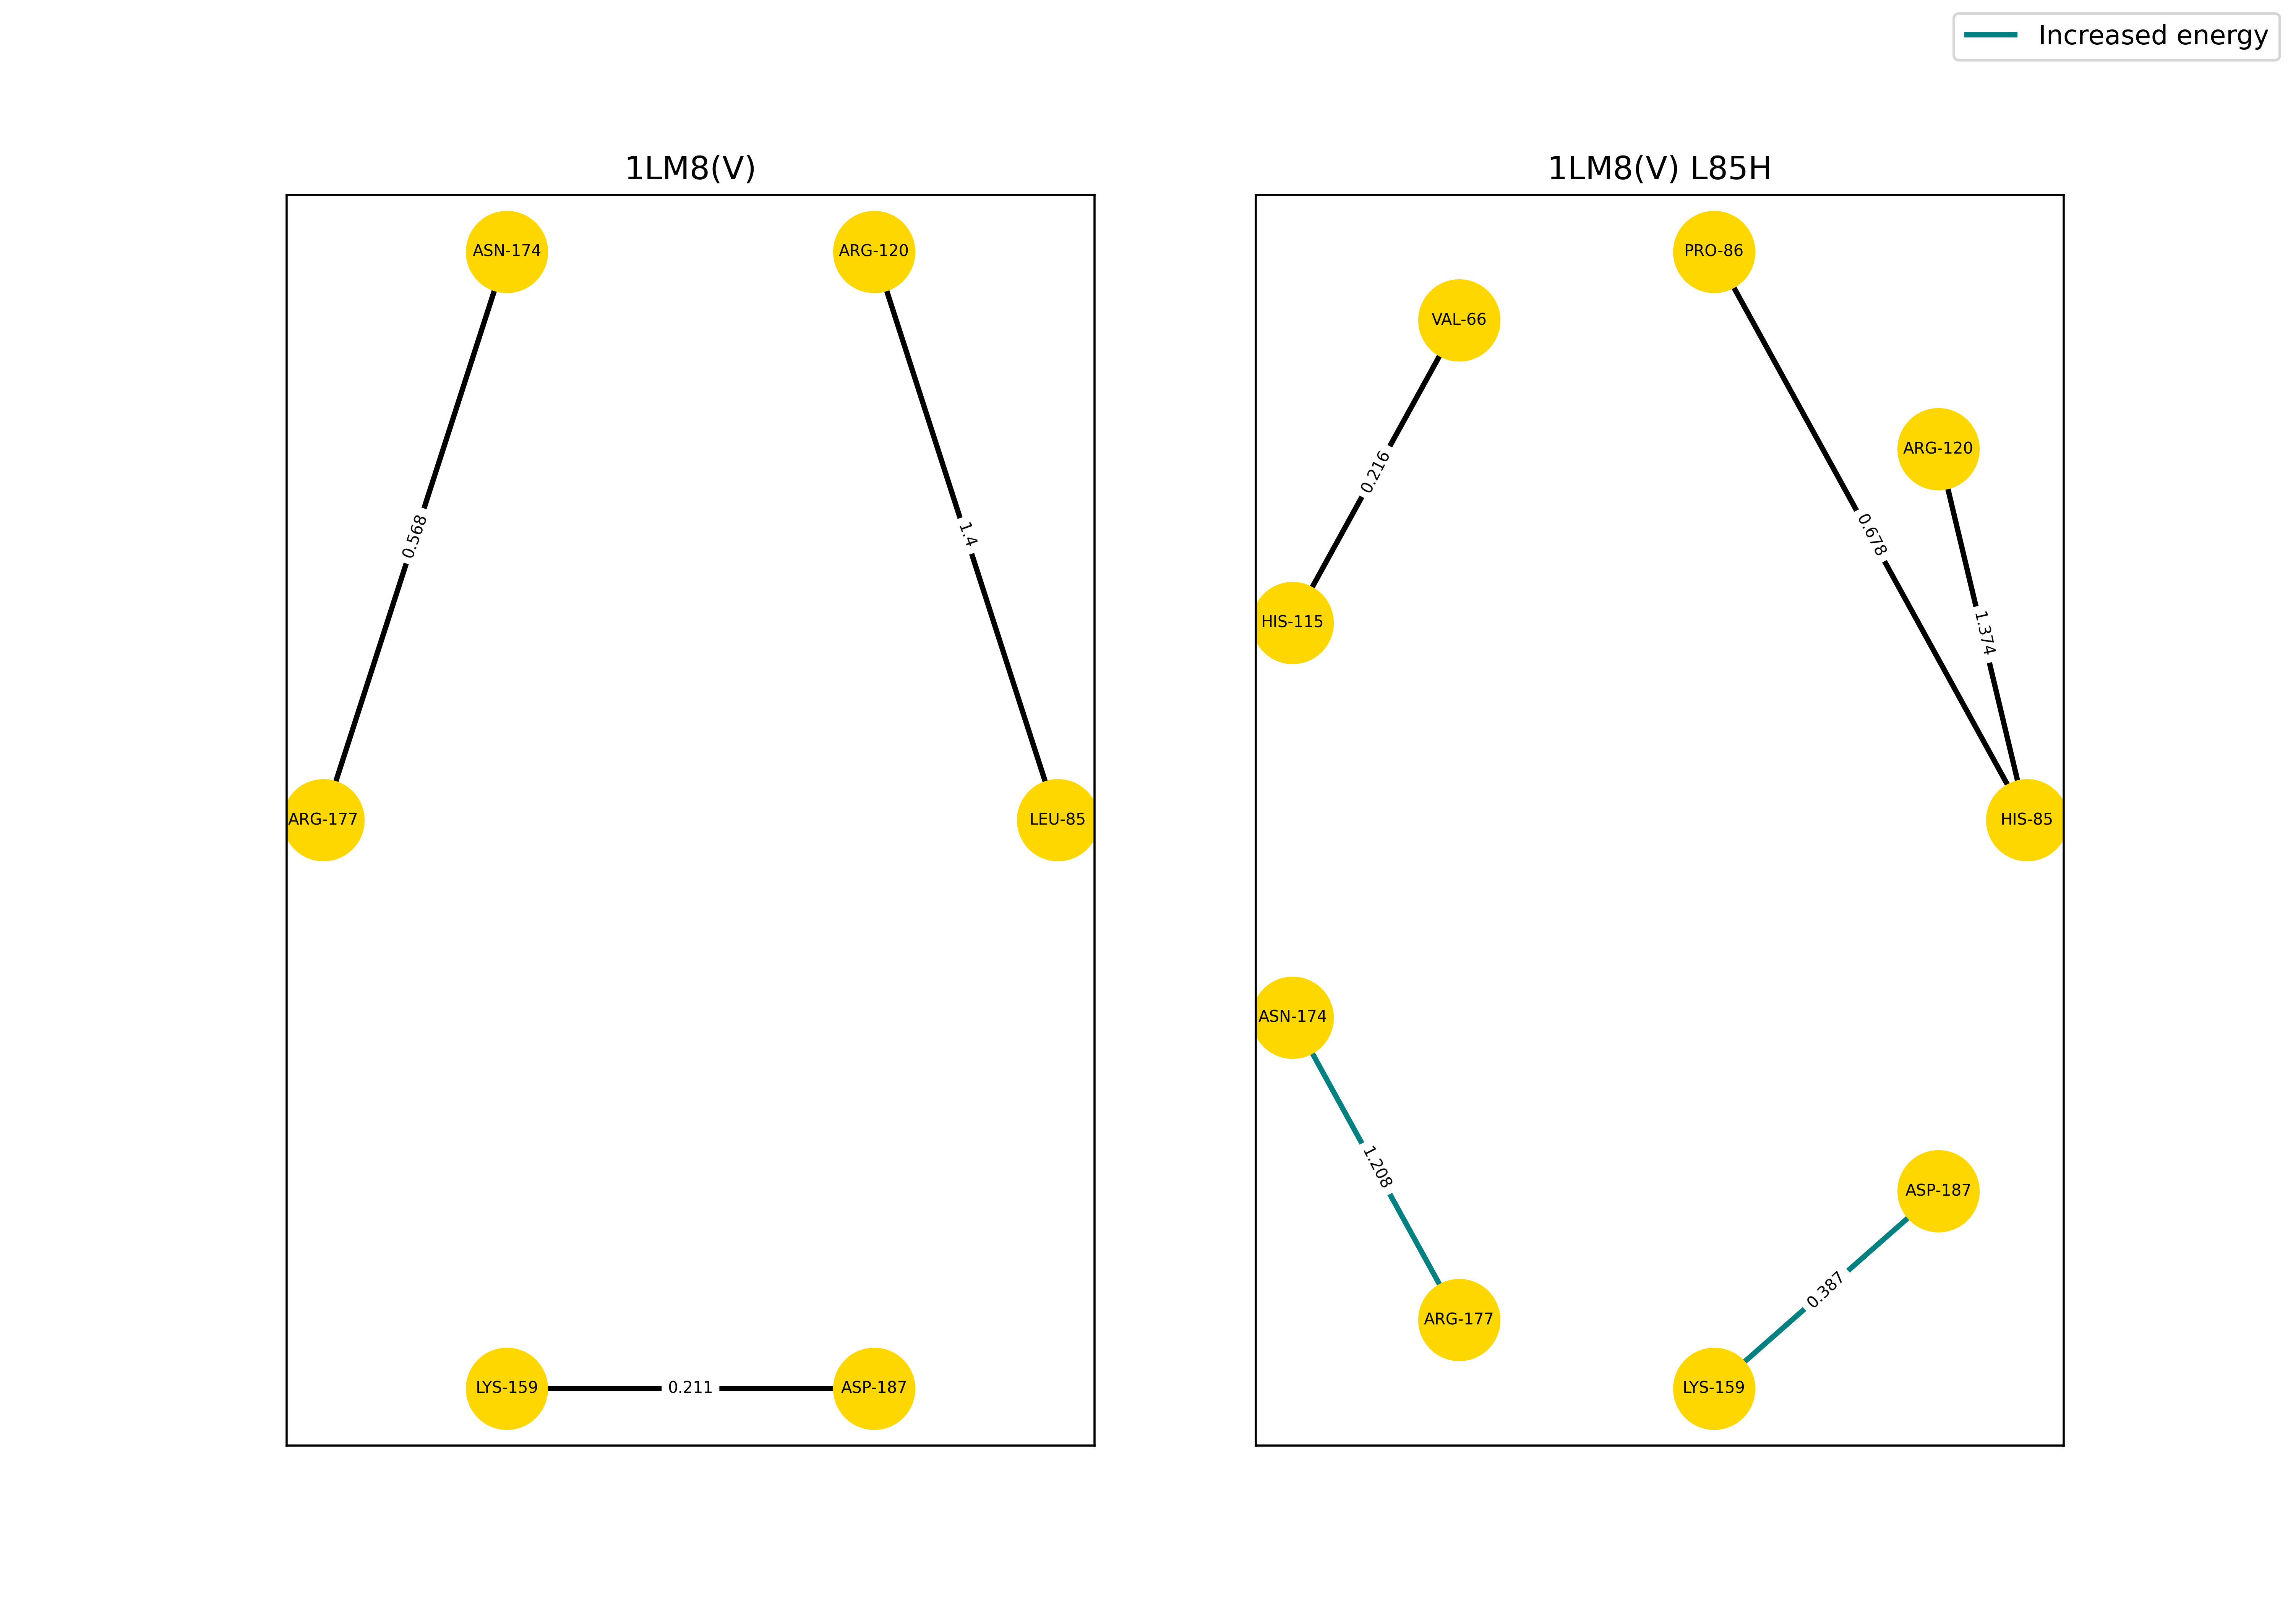 Increased energy
1LM8(V)
ASN-174
ARG-120
0.568
1.4
ARG-177
LEU-85
LYS-159
0.211
ASP-187
1LM8(V) L85H
PRO-86
VAL-66
ARG-120
0.216
0.678
HIS-115
1.374
HIS-85
ASN-174
1.208
ASP-187
0.387
ARG-177
LYS-159